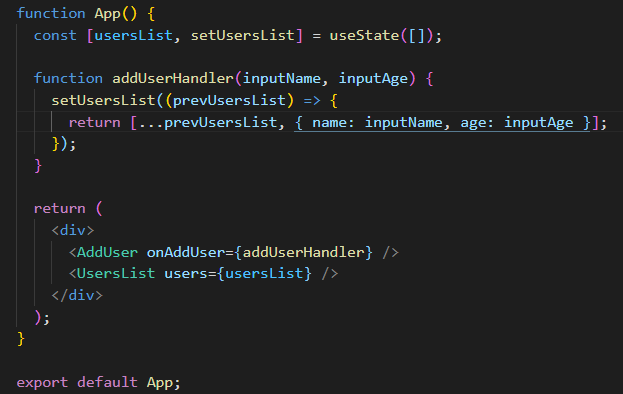 function App() {
const [usersList, setUsersList] = useState([]);
function addUserHandler(inputName, inputAge) {
setUsersList((prevUsersList) => {
return [...prevUsersList, { name: inputName, age: inputAge }];
});
}
return (
<div>
<AddUser onAddUser={addUserHandler} />
<UsersList users={usersList} />
</div>
);
}
export default App;